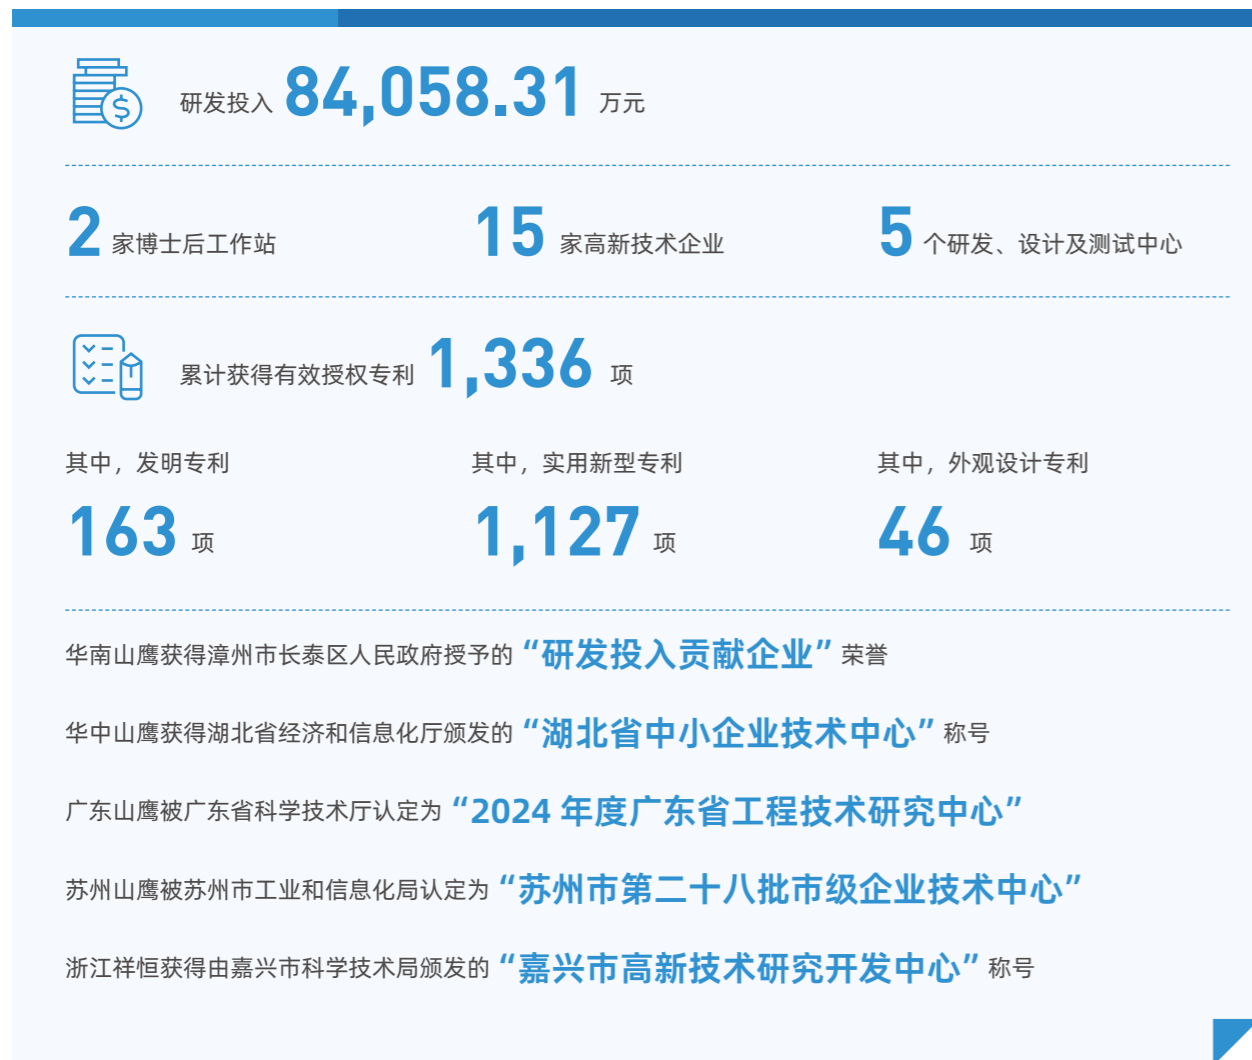 研发投入 84,058.31 万元
2 家博士后工作站
15 家高新技术企业
5 个研发、设计及测试中心
累计获得有效授权专利 1,336 项
其中，发明专利
163 项
其中，实用新型专利
1,127 项
其中，外观设计专利
46 项
华南山鹰获得漳州市长泰区人民政府授予的“研发投入贡献企业”荣誉
华中山鹰获得湖北省经济和信息化厅颁发的“湖北省中小企业技术中心”称号
广东山鹰被广东省科学技术厅认定为“2024 年度广东省工程技术研究中心”
苏州山鹰被苏州市工业和信息化局认定为“苏州市第二十八批市级企业技术中心”
浙江祥恒获得由嘉兴市科学技术局颁发的“嘉兴市高新技术研究开发中心”称号